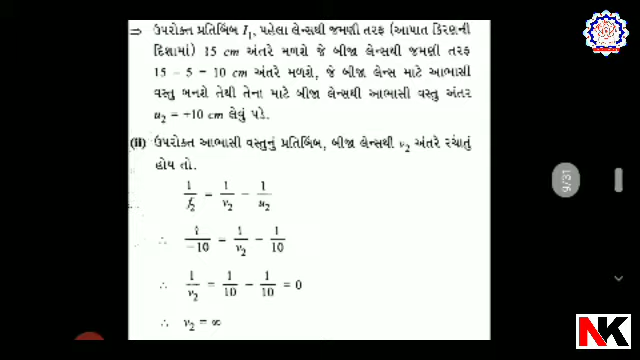 ⇒ ઉપરોક્ત પ્રતિબિંબ I₁, પહેલા લેન્સથી જમણી તરફ (આપાત કિરણની
દિશામાં) 15 cm અંતરે મળશે જે બીજા લેન્સથી જમણી તરફ
15 – 5 = 10 cm અંતરે મળશે, જે બીજા લેન્સ માટે આભાસી
વસ્તુ બનશે તેથી તેના માટે બીજા લેન્સથી આભાસી વસ્તુ અંતર
u₂ = +10 cm લેવું પડે.
(ii) ઉપરોક્ત આભાસી વસ્તુનું પ્રતિબિંબ, બીજા લેન્સથી v₂ અંતરે રચાતું
હોય તો.
1/f₂ = 1/v₂ – 1/u₂
∴ 1/–10 = 1/v₂ – 1/10
∴ 1/v₂ = 1/10 – 1/10 = 0
∴ v₂ = ∞
9/31
NK